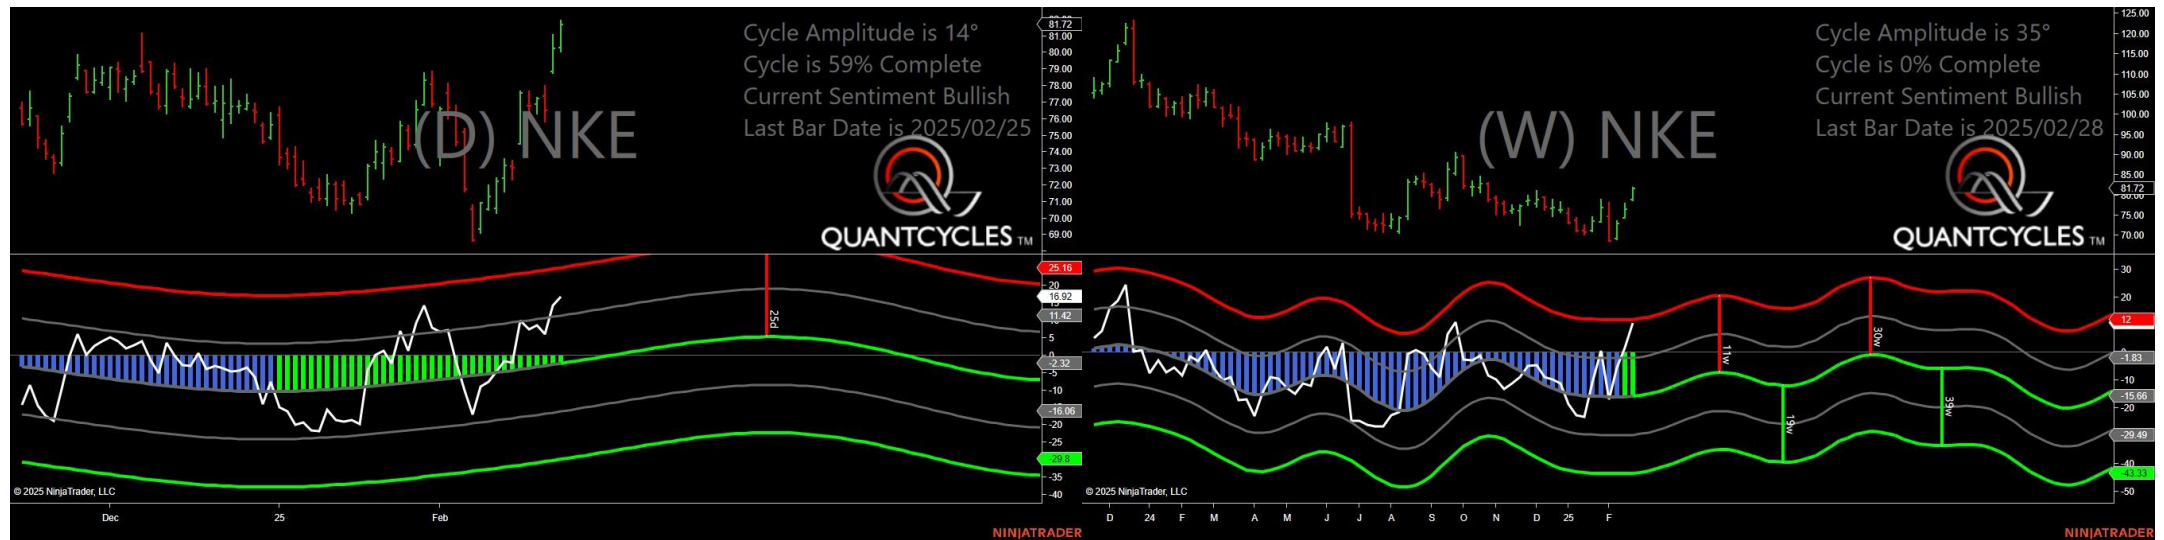 Cycle Amplitude is 14°
Cycle is 59% Complete
Current Sentiment Bullish
Last Bar Date is 2025/02/25
(D) NKE
QUANTCYCLES TM
81.72
81.00
80.00
79.00
78.00
77.00
76.00
75.00
74.00
73.00
72.00
71.00
70.00
69.00
25.16
20
16.92
11.42
5
-2.32
-5
-10
-16.06
-20
-25
-29.8
-35
-40
25d
© 2025 NinjaTrader, LLC
Dec 25 Feb
NINJATRADER
Cycle Amplitude is 35°
Cycle is 0% Complete
Current Sentiment Bullish
Last Bar Date is 2025/02/28
(W) NKE
QUANTCYCLES TM
125.00
120.00
115.00
110.00
105.00
100.00
95.00
90.00
85.00
81.72
80.00
75.00
70.00
30
20
12
-1.83
-10
-15.66
-20
-29.49
-40
-43.33
-50
11w
19w
30w
39w
© 2025 NinjaTrader, LLC
D 24 F M A M J J A S O N D 25 F
NINJATRADER